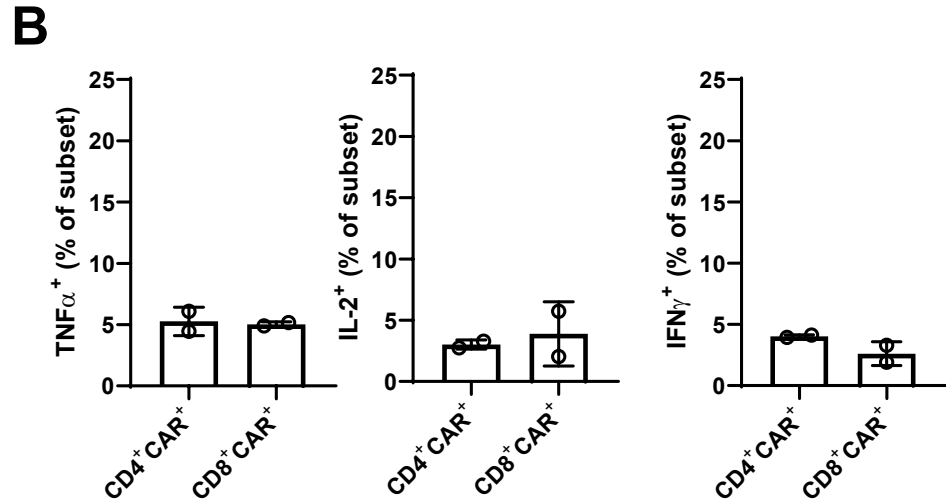 B
TNFα⁺ (% of subset)
25
20
15
10
5
0
CD4⁺CAR⁺
CD8⁺CAR⁺
IL-2⁺ (% of subset)
25
20
15
10
5
0
CD4⁺CAR⁺
CD8⁺CAR⁺
IFNγ⁺ (% of subset)
25
20
15
10
5
0
CD4⁺CAR⁺
CD8⁺CAR⁺